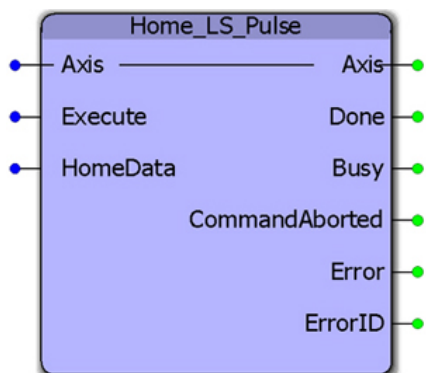 Home_LS_Pulse
Axis Axis
Execute Done
HomeData Busy
CommandAborted
Error
ErrorID